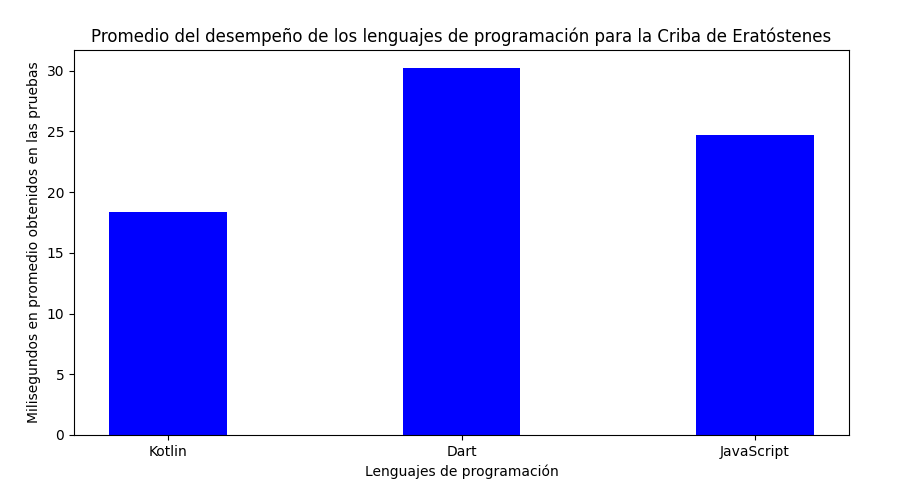 Promedio del desempeño de los lenguajes de programación para la Criba de Eratóstenes
Milisegundos en promedio obtenidos en las pruebas
30
25
20
15
10
5
0
Kotlin Dart JavaScript
Lenguajes de programación